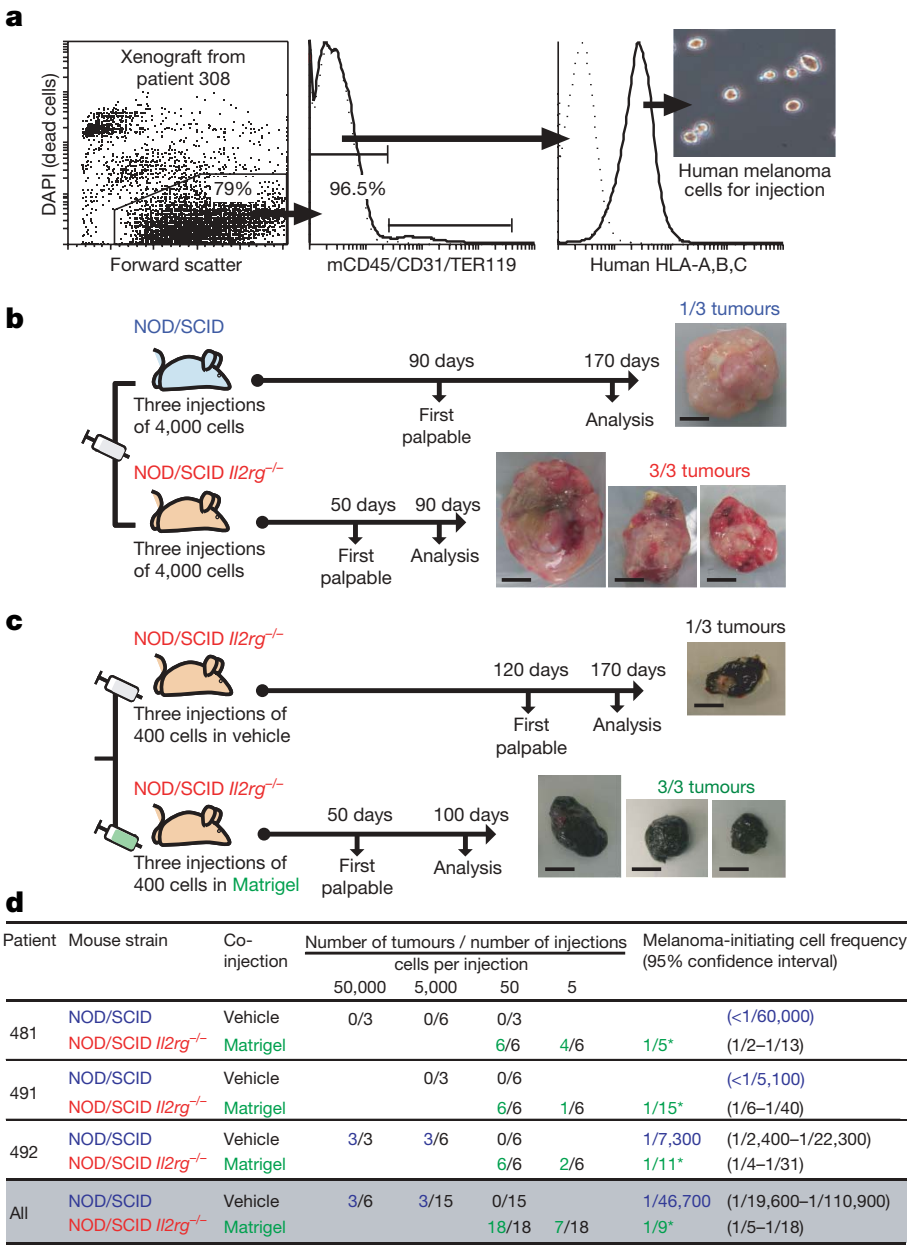 a
Xenograft from
patient 308
DAPI (dead cells)
79%
Forward scatter
96.5%
mCD45/CD31/TER119
Human HLA-A,B,C
Human melanoma
cells for injection
b
NOD/SCID
Three injections
of 4,000 cells
90 days
First
palpable
170 days
Analysis
1/3 tumours
NOD/SCID Il2rg–/–
Three injections
of 4,000 cells
50 days
First
palpable
90 days
Analysis
3/3 tumours
c
NOD/SCID Il2rg–/–
Three injections of
400 cells in vehicle
120 days
First
palpable
170 days
Analysis
1/3 tumours
NOD/SCID Il2rg–/–
Three injections of
400 cells in Matrigel
50 days
First
palpable
100 days
Analysis
3/3 tumours
d
Patient Mouse strain Co-injection Number of tumours / number of injections Melanoma-initiating cell frequency
cells per injection (95% confidence interval)
50,000 5,000 50 5
481 NOD/SCID Vehicle 0/3 0/6 0/3 (<1/60,000)
NOD/SCID Il2rg–/– Matrigel 6/6 4/6 1/5* (1/2–1/13)
491 NOD/SCID Vehicle 0/3 0/6 (<1/5,100)
NOD/SCID Il2rg–/– Matrigel 6/6 1/6 1/15* (1/6–1/40)
492 NOD/SCID Vehicle 3/3 3/6 0/6 1/7,300 (1/2,400–1/22,300)
NOD/SCID Il2rg–/– Matrigel 6/6 2/6 1/11* (1/4–1/31)
All NOD/SCID Vehicle 3/6 3/15 0/15 1/46,700 (1/19,600–1/110,900)
NOD/SCID Il2rg–/– Matrigel 18/18 7/18 1/9* (1/5–1/18)